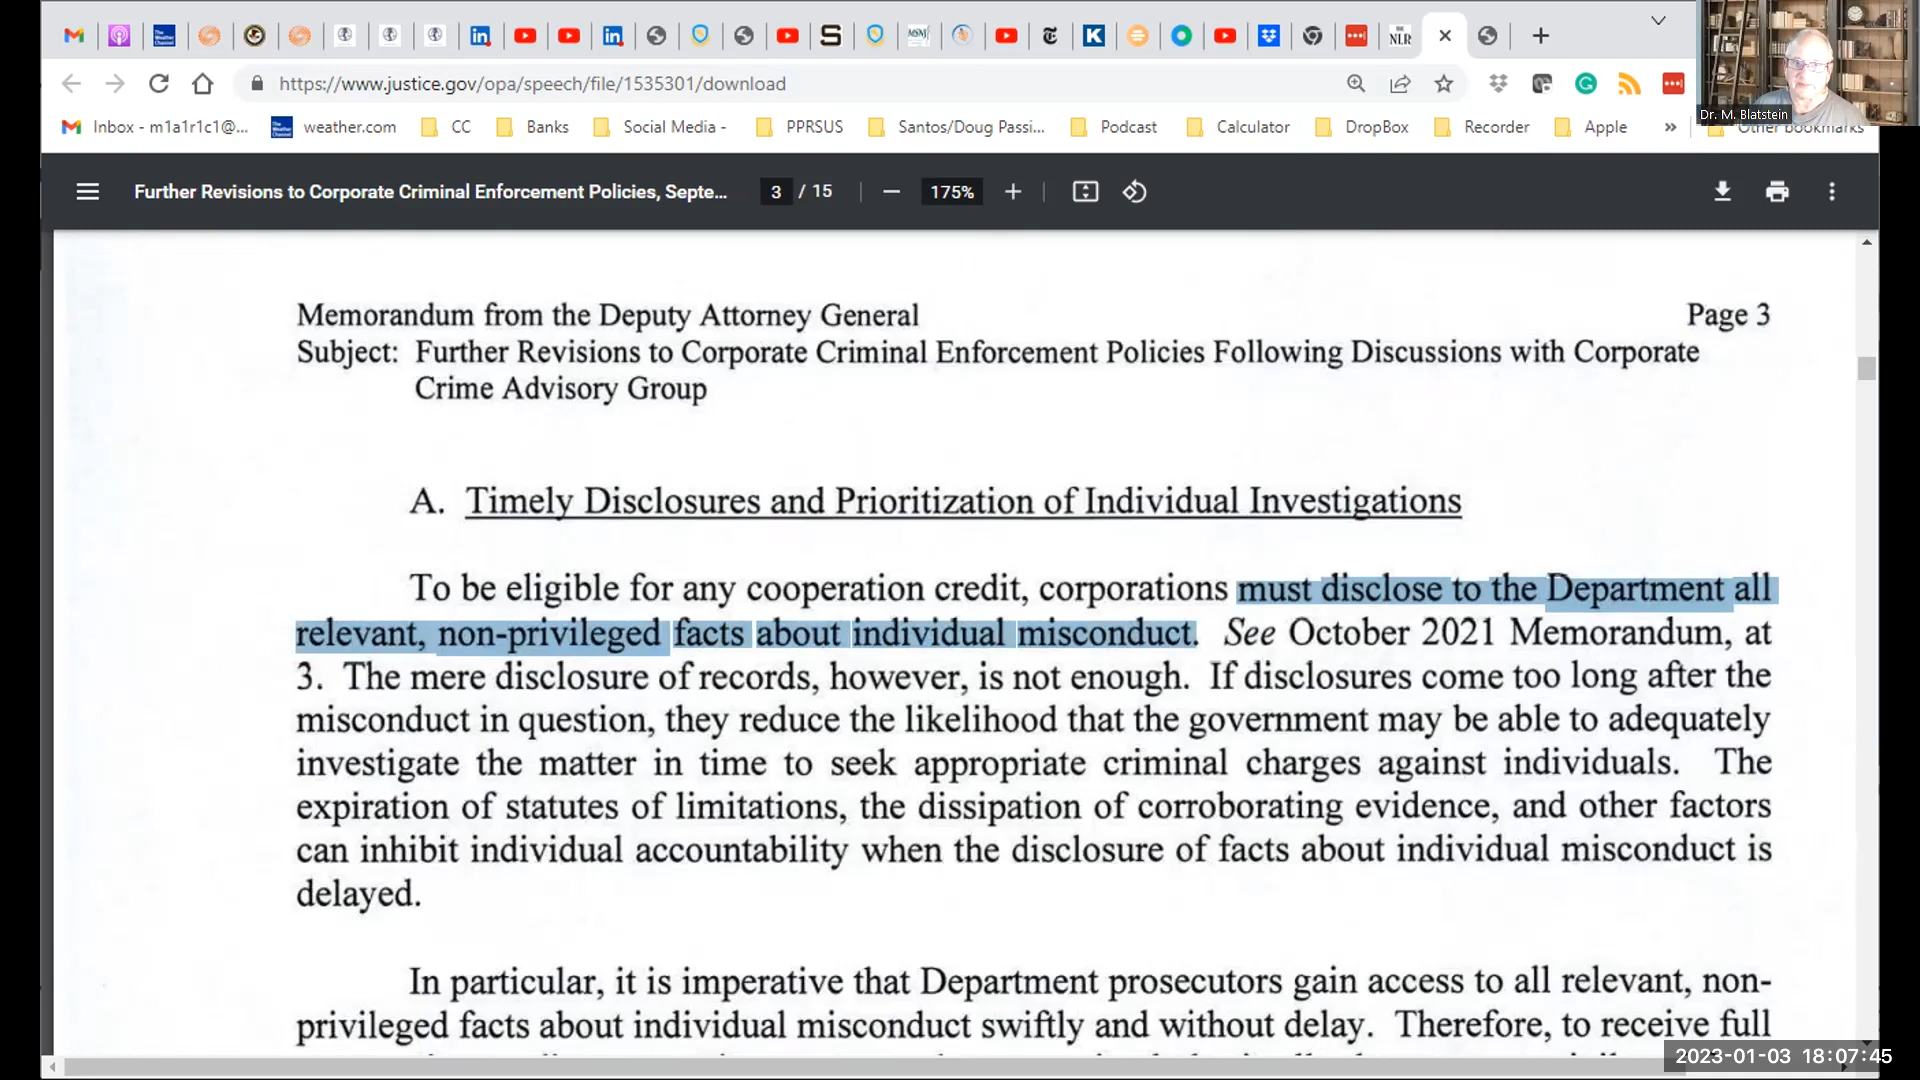 https://www.justice.gov/opa/speech/file/1535301/download
Dr. M. Blatstein
Inbox - m1a1r1c1@... weather.com CC Banks Social Media - PPRSUS Santos/Doug Passi... Podcast Calculator DropBox Recorder Apple » Other bookmarks
Further Revisions to Corporate Criminal Enforcement Policies, Septe... 3 / 15 175%
Memorandum from the Deputy Attorney General Page 3
Subject: Further Revisions to Corporate Criminal Enforcement Policies Following Discussions with Corporate
Crime Advisory Group
A. Timely Disclosures and Prioritization of Individual Investigations
To be eligible for any cooperation credit, corporations must disclose to the Department all
relevant, non-privileged facts about individual misconduct. See October 2021 Memorandum, at
3. The mere disclosure of records, however, is not enough. If disclosures come too long after the
misconduct in question, they reduce the likelihood that the government may be able to adequately
investigate the matter in time to seek appropriate criminal charges against individuals. The
expiration of statutes of limitations, the dissipation of corroborating evidence, and other factors
can inhibit individual accountability when the disclosure of facts about individual misconduct is
delayed.
In particular, it is imperative that Department prosecutors gain access to all relevant, non-
privileged facts about individual misconduct swiftly and without delay. Therefore, to receive full
2023-01-03 18:07:45